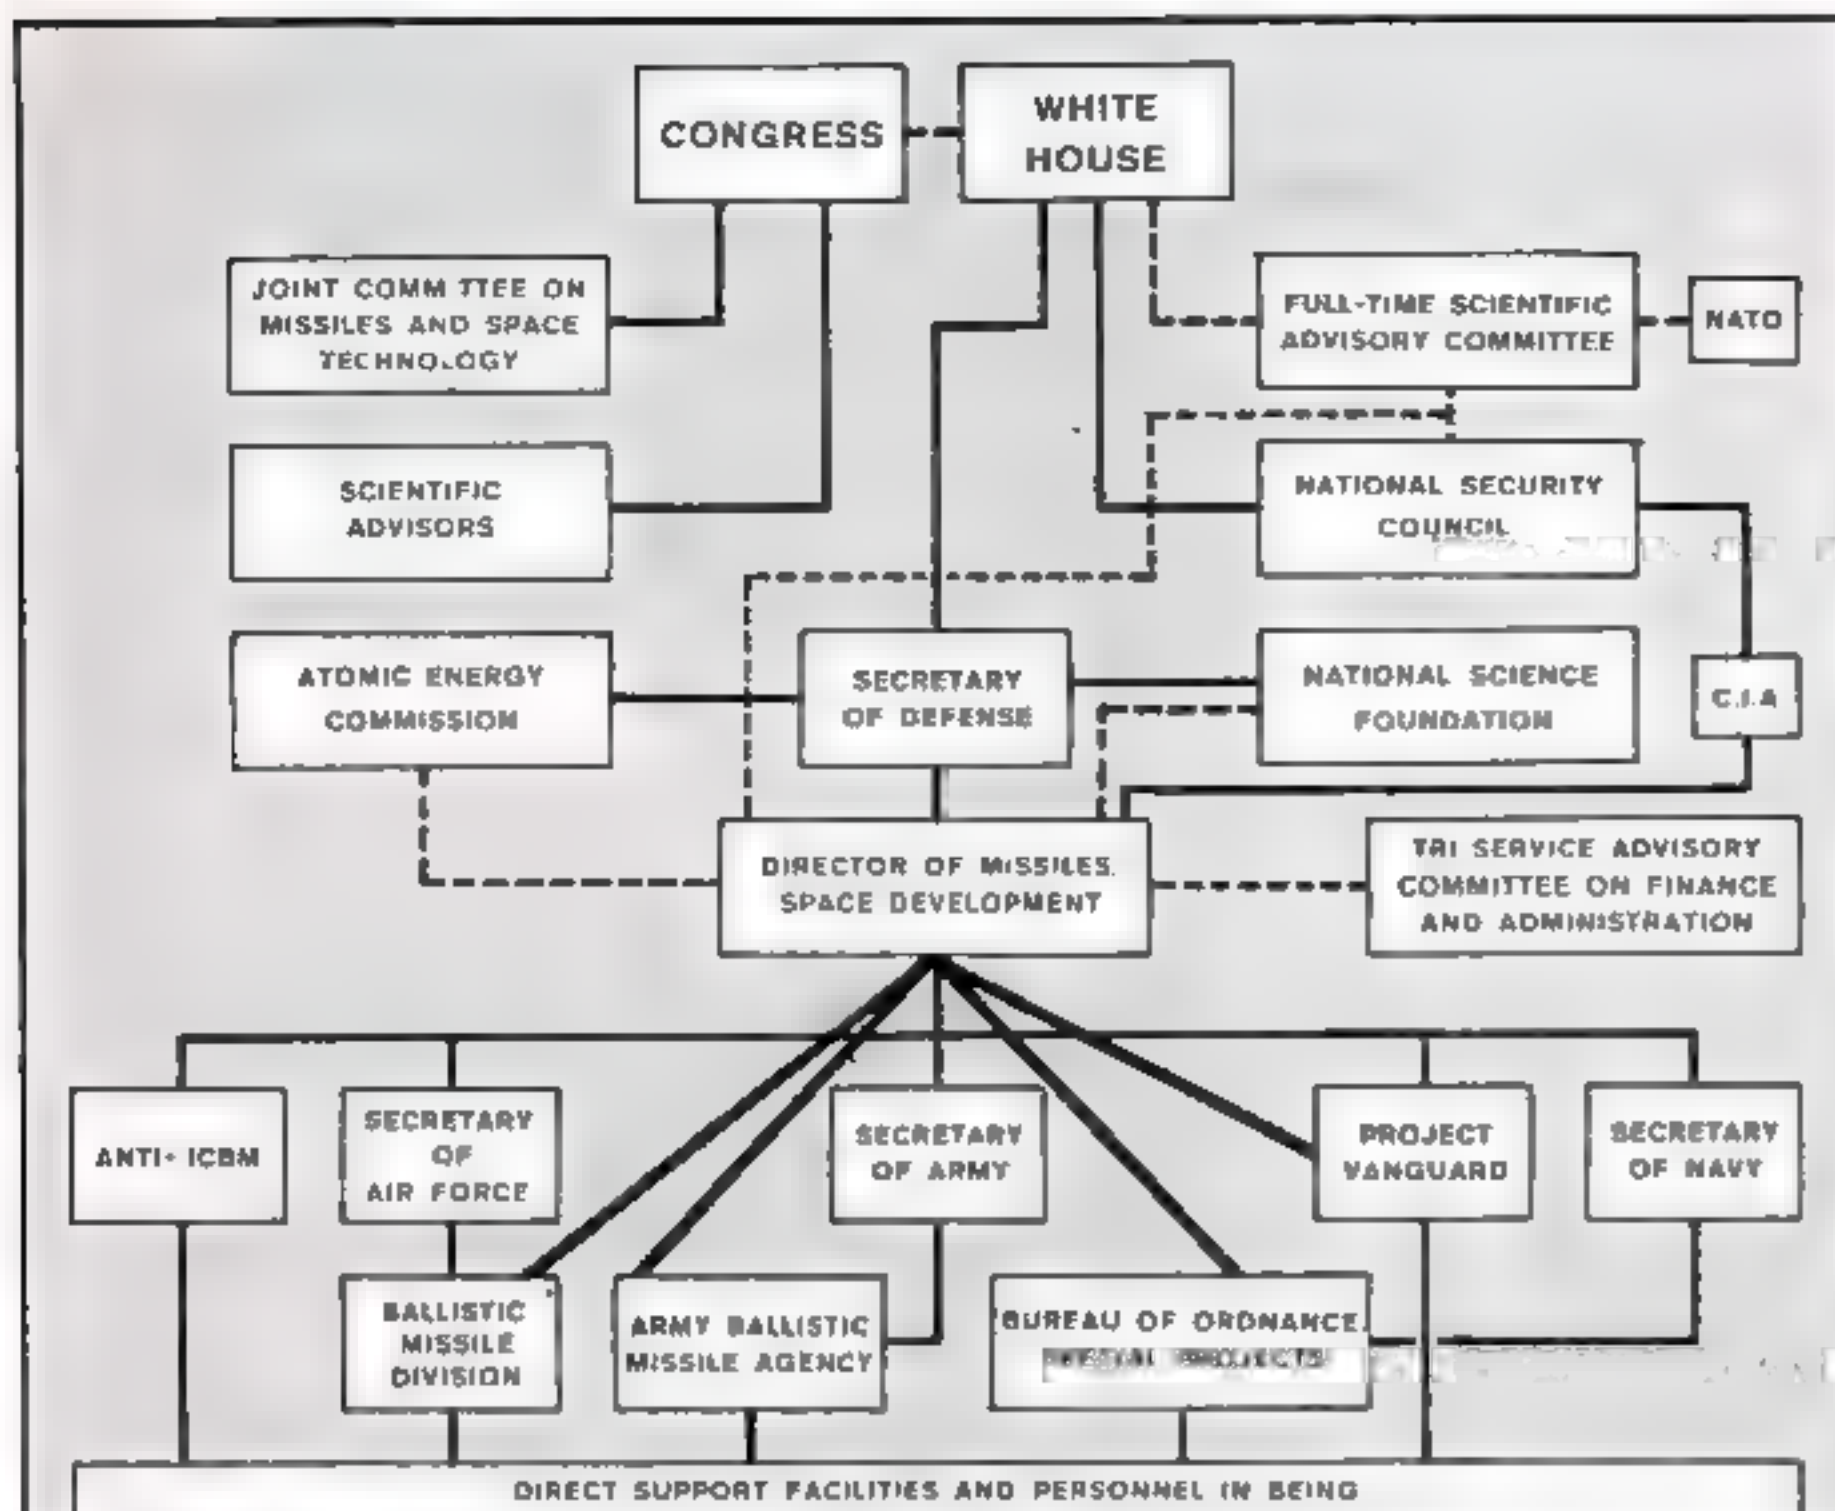 CONGRESS
WHITE
HOUSE
JOINT COMM TTEE ON
MISSILES AND SPACE
TECHNOLOGY
FULL-TIME SCIENTIFIC
ADVISORY COMMITTEE
NATO
SCIENTIFIC
ADVISORS
NATIONAL SECURITY
COUNCIL
ATOMIC ENERGY
COMMISSION
SECRETARY
OF DEFENSE
NATIONAL SCIENCE
FOUNDATION
C.I.A
DIRECTOR OF MISSILES.
SPACE DEVELOPMENT
TRI SERVICE ADVISORY
COMMITTEE ON FINANCE
AND ADMINISTRATION
ANTI- ICBM
SECRETARY
OF
AIR FORCE
SECRETARY
OF ARMY
PROJECT
VANGUARD
SECRETARY
OF NAVY
BALLISTIC
MISSILE
DIVISION
ARMY BALLISTIC
MISSILE AGENCY
BUREAU OF ORDNANCE.
DIRECT SUPPORT FACILITIES AND PERSONNEL IN BEING